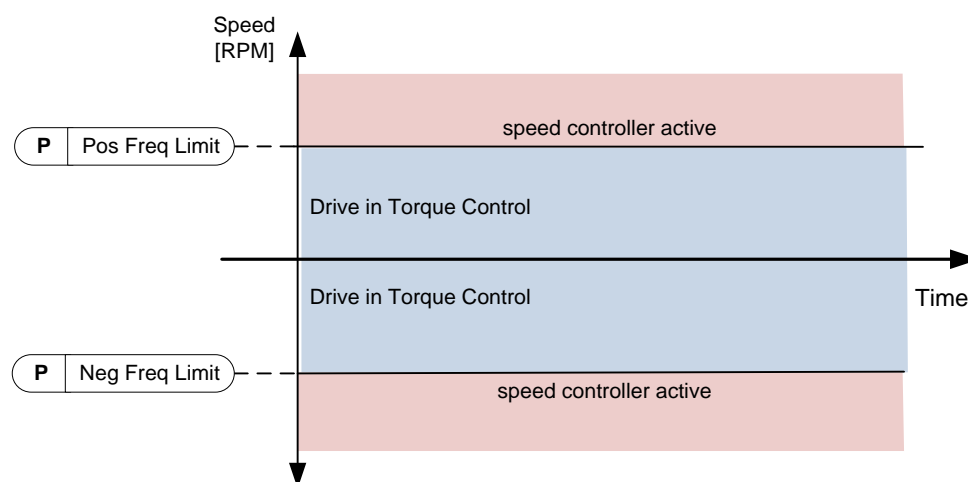 Speed
[RPM]
speed controller active
P Pos Freq Limit
Drive in Torque Control
Drive in Torque Control
Time
P Neg Freq Limit
speed controller active